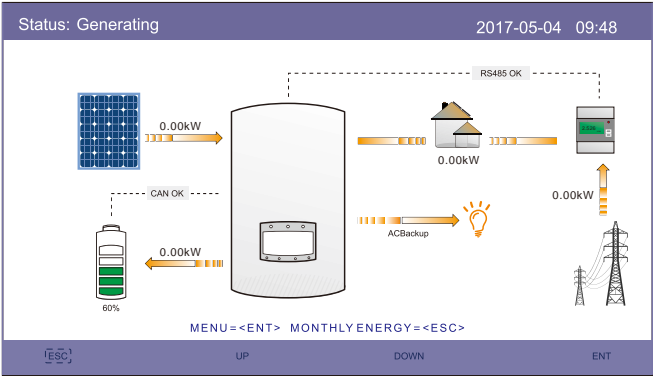 Status: Generating
2017-05-04 09:48
RS485 OK
0.00kW
0.00kW
0.00kW
CAN OK
0.00kW
ACBackup
60%
MENU=<ENT> MONTHLY ENERGY=<ESC>
ESC UP DOWN ENT